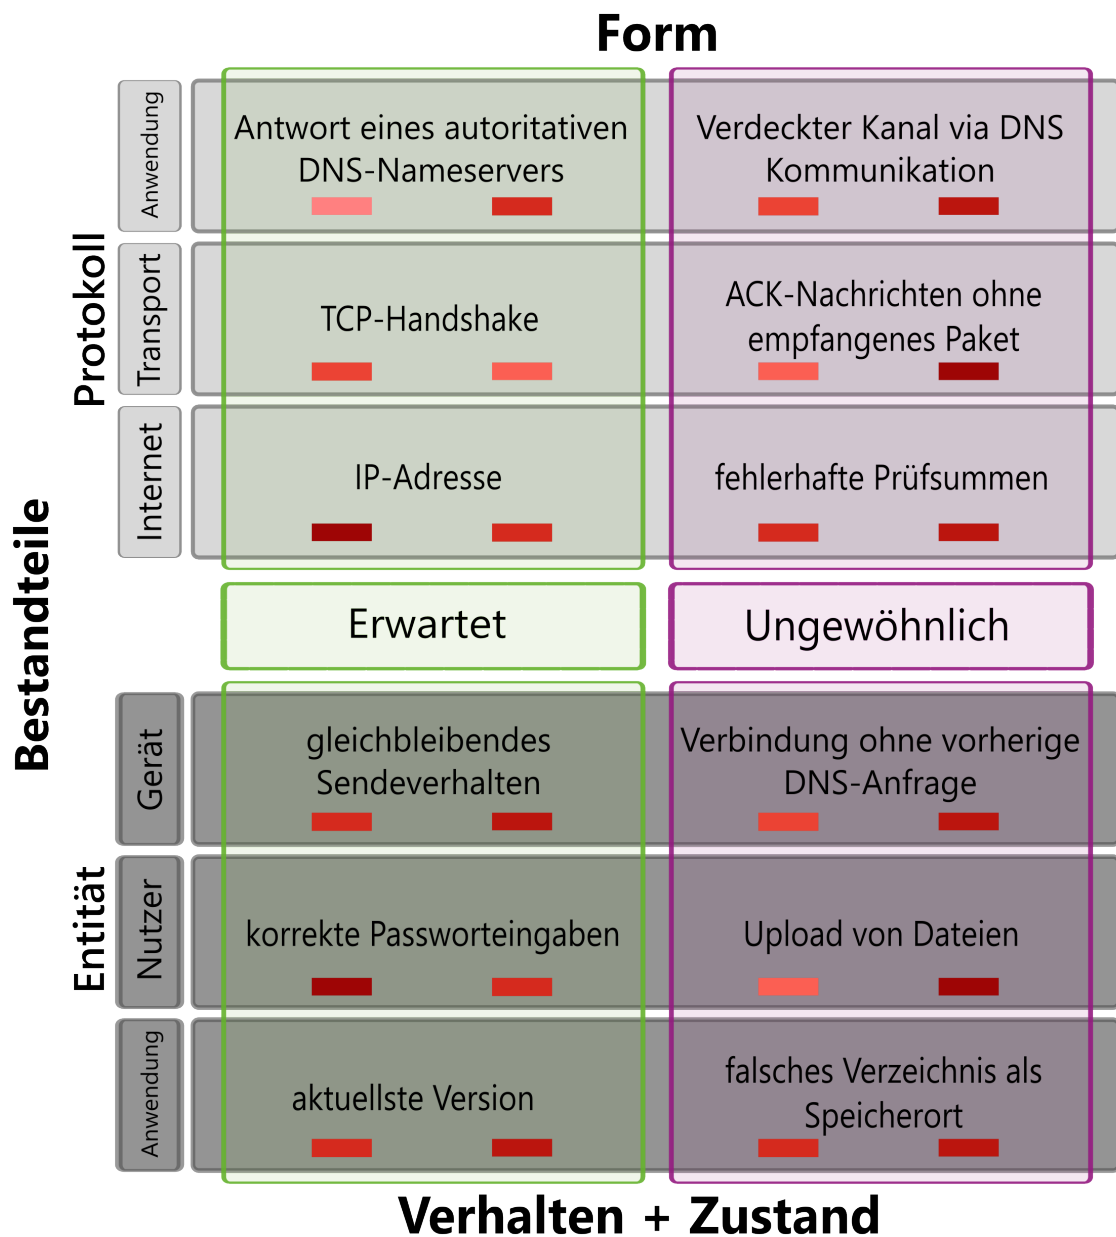 Form
Bestandteile
Protokoll
Anwendung
Antwort eines autoritativen
DNS-Nameservers
Verdeckter Kanal via DNS
Kommunikation
Transport
TCP-Handshake
ACK-Nachrichten ohne
empfangenes Paket
Internet
IP-Adresse
fehlerhafte Prüfsummen
Erwartet
Ungewöhnlich
Entität
Gerät
gleichbleibendes
Sendeverhalten
Verbindung ohne vorherige
DNS-Anfrage
Nutzer
korrekte Passworteingaben
Upload von Dateien
Anwendung
aktuellste Version
falsches Verzeichnis als
Speicherort
Verhalten + Zustand